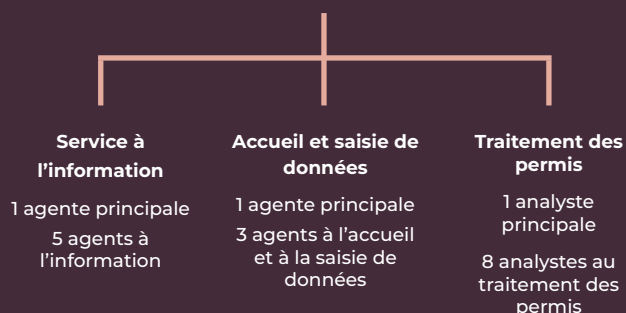 Service à
l’information
1 agente principale
5 agents à
l’information
Accueil et saisie de
données
1 agente principale
3 agents à l’accueil
et à la saisie de
données
Traitement des
permis
1 analyste
principale
8 analystes au
traitement des
permis